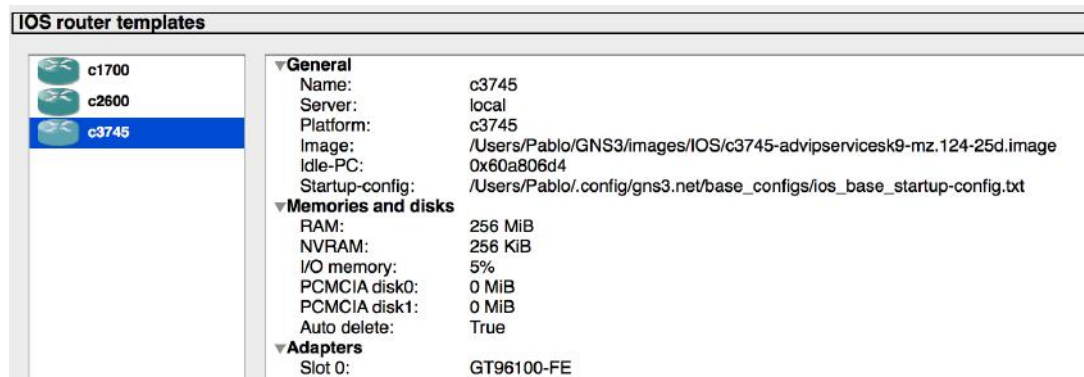 IOS router templates
c1700
c2600
c3745
General
Name: c3745
Server: local
Platform: c3745
Image: /Users/Pablo/GNS3/images/IOS/c3745-advipservicesk9-mz.124-25d.image
Idle-PC: 0x60a806d4
Startup-config: /Users/Pablo/.config/gns3.net/base_configs/ios_base_startup-config.txt
Memories and disks
RAM: 256 MiB
NVRAM: 256 KiB
I/O memory: 5%
PCMCIA disk0: 0 MiB
PCMCIA disk1: 0 MiB
Auto delete: True
Adapters
Slot 0: GT96100-FE